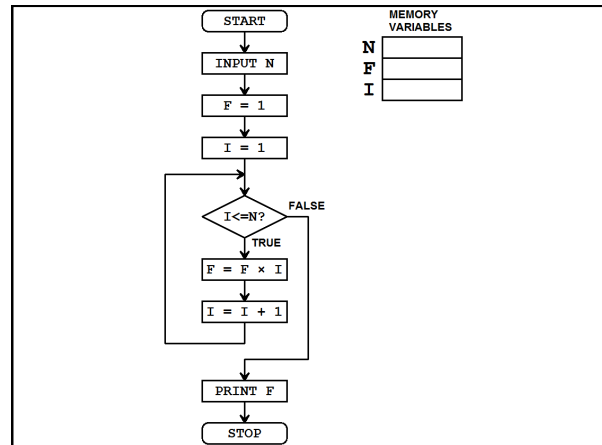 START
INPUT N
F = 1
I = 1
I<=N?
FALSE
TRUE
F = F × I
I = I + 1
PRINT F
STOP
MEMORY
VARIABLES
N
F
I